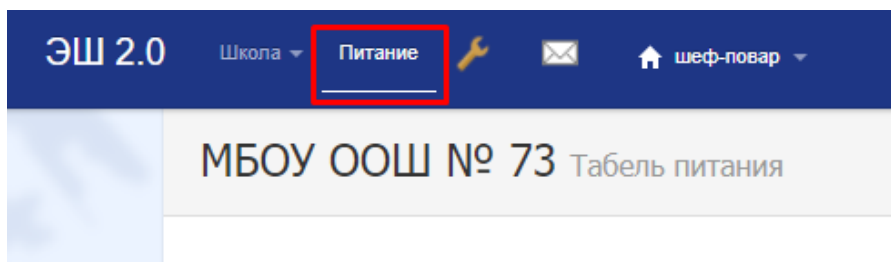 ЭШ 2.0 Школа Питание шеф-повар
МБОУ ООШ № 73 Табель питания